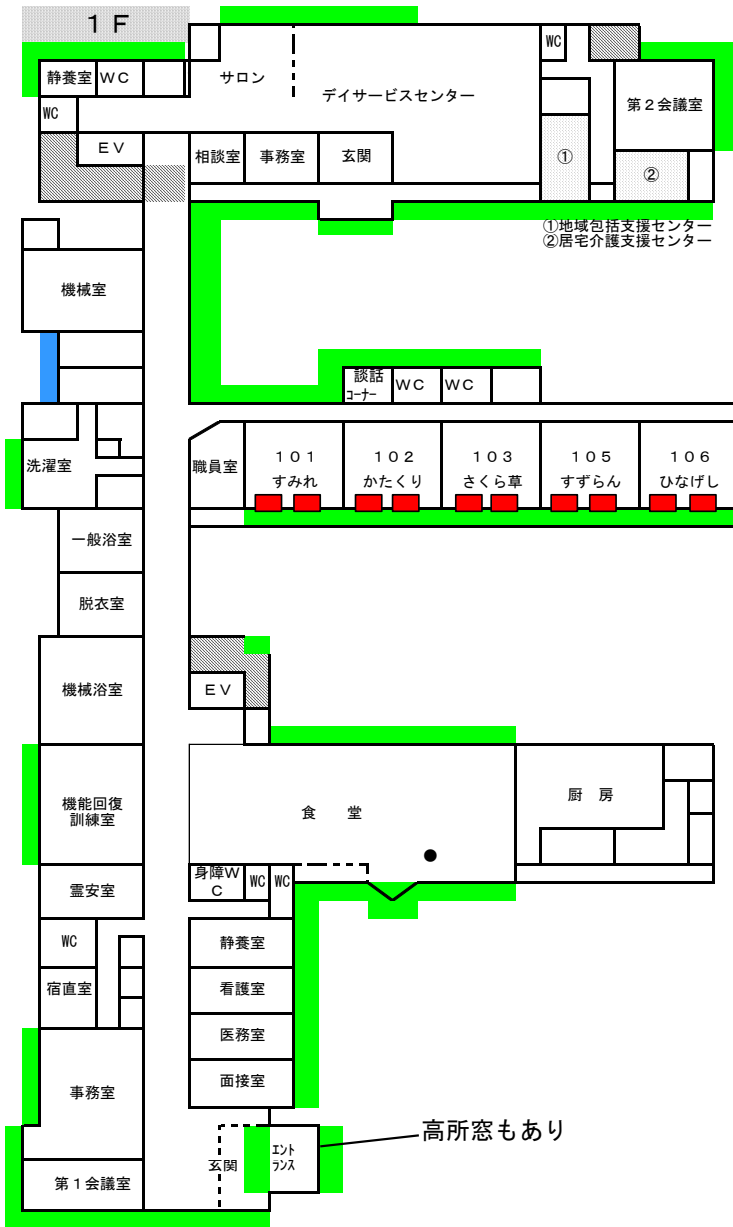 １Ｆ
静養室
ＷＣ
サロン
デイサービスセンター
WC
第２会議室
WC
ＥＶ
相談室
事務室
玄関
①
②
①地域包括支援センター
②居宅介護支援センター
機械室
談話
コーナー
ＷＣ
ＷＣ
洗濯室
職員室
１０１
すみれ
１０２
かたくり
１０３
さくら草
１０５
すずらん
１０６
ひなげし
一般浴室
脱衣室
機械浴室
ＥＶ
機能回復
訓練室
食　堂
厨　房
霊安室
身障Ｗ
Ｃ
WC
WC
WC
静養室
宿直室
看護室
医務室
面接室
事務室
高所窓もあり
玄関
エント
ランス
第１会議室